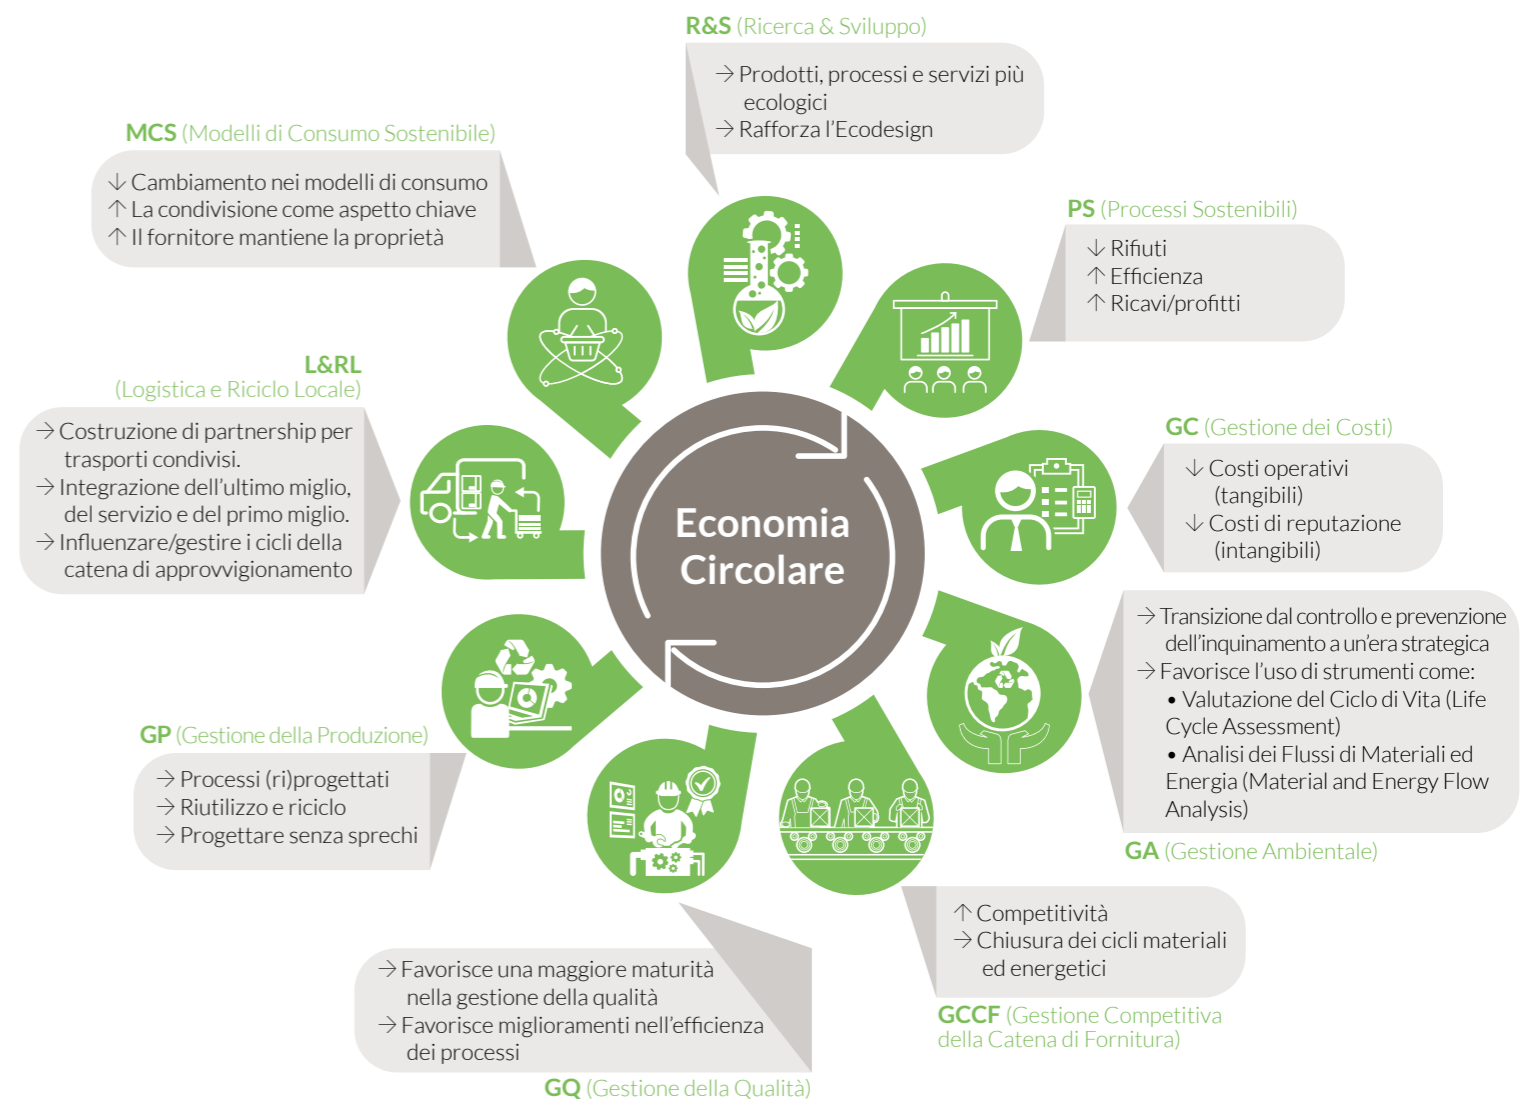 R&S (Ricerca & Sviluppo)
→ Prodotti, processi e servizi più
ecologici
→ Rafforza l'Ecodesign
MCS (Modelli di Consumo Sostenibile)
↓ Cambiamento nei modelli di consumo
↑ La condivisione come aspetto chiave
↑ Il fornitore mantiene la proprietà
PS (Processi Sostenibili)
↓ Rifiuti
↑ Efficienza
↑ Ricavi/profitti
L&RL
(Logistica e Riciclo Locale)
→ Costruzione di partnership per
trasporti condivisi.
→ Integrazione dell'ultimo miglio,
del servizio e del primo miglio.
→ Influenzare/gestire i cicli della
catena di approvvigionamento
GC (Gestione dei Costi)
↓ Costi operativi
(tangibili)
↓ Costi di reputazione
(intangibili)
Economia
Circolare
→ Transizione dal controllo e prevenzione
dell'inquinamento a un'era strategica
→ Favorisce l'uso di strumenti come:
• Valutazione del Ciclo di Vita (Life
Cycle Assessment)
• Analisi dei Flussi di Materiali ed
Energia (Material and Energy Flow
Analysis)
GA (Gestione Ambientale)
GP (Gestione della Produzione)
→ Processi (ri)progettati
→ Riutilizzo e riciclo
→ Progettare senza sprechi
↑ Competitività
→ Chiusura dei cicli materiali
ed energetici
GCCF (Gestione Competitiva
della Catena di Fornitura)
→ Favorisce una maggiore maturità
nella gestione della qualità
→ Favorisce miglioramenti nell'efficienza
dei processi
GQ (Gestione della Qualità)